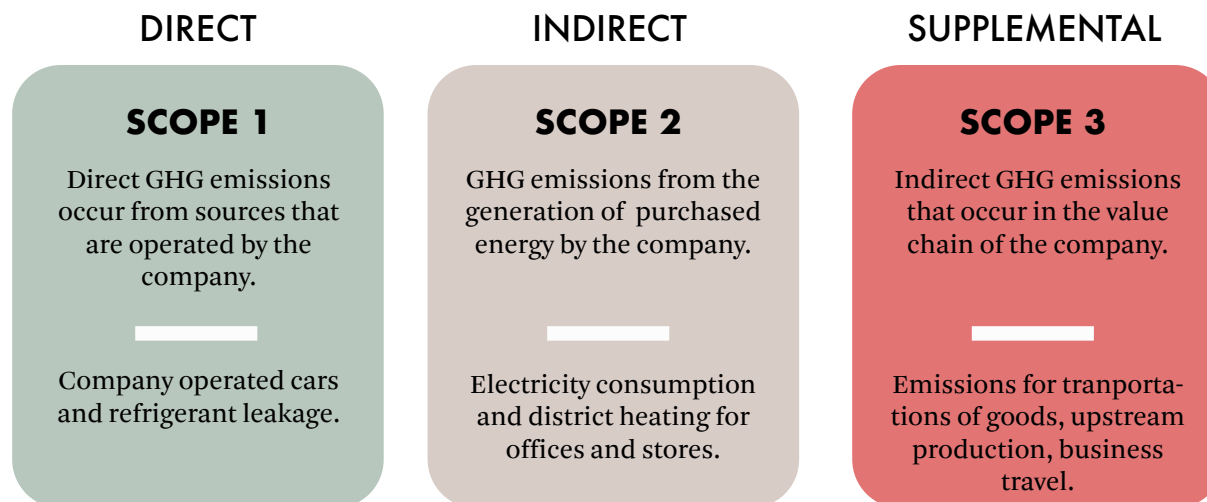 DIRECT
SCOPE 1
Direct GHG emissions
occur from sources that
are operated by the
company.
Company operated cars
and refrigerant leakage.
INDIRECT
SCOPE 2
GHG emissions from the
generation of  purchased
energy by the company.
Electricity consumption
and district heating for
offices and stores.
SUPPLEMENTAL
SCOPE 3
Indirect GHG emissions
that occur in the value
chain of the company.
Emissions for tranporta-
tions of goods, upstream
production, business
travel.